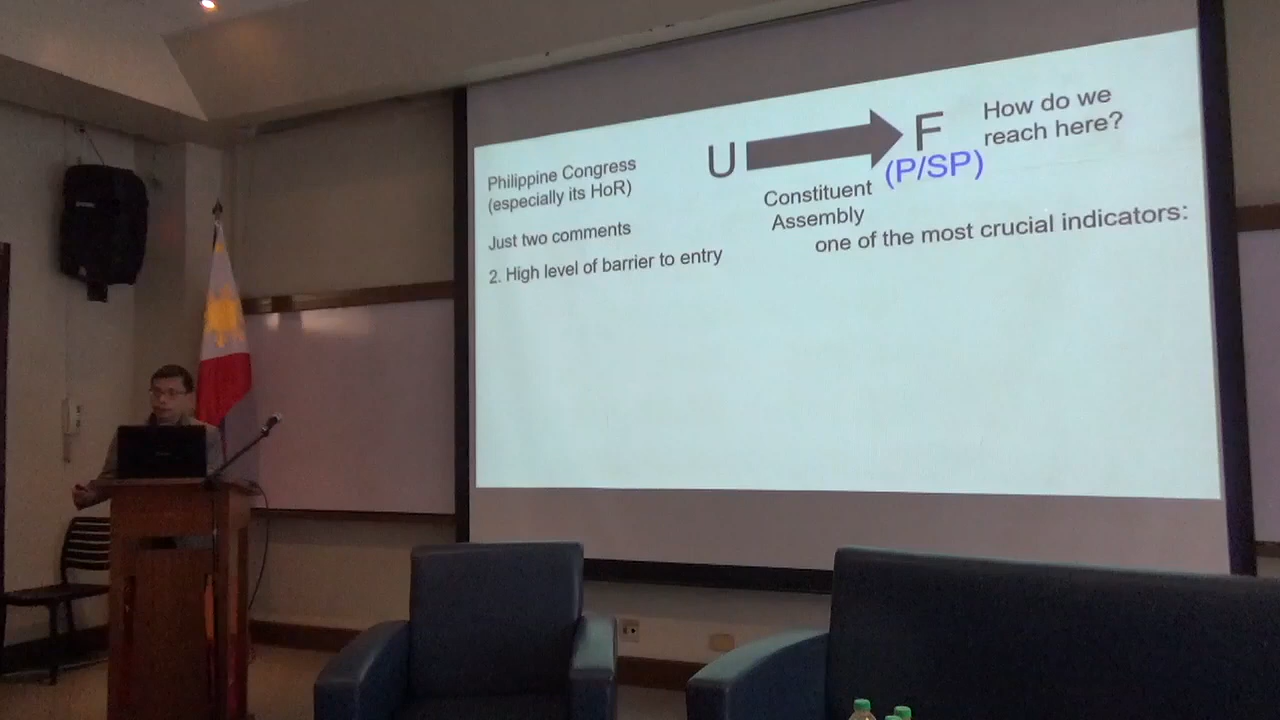 U
F
How do we
reach here?
(P/SP)
Philippine Congress
(especially its HoR)
Constituent
Assembly
Just two comments
one of the most crucial indicators:
2. High level of barrier to entry